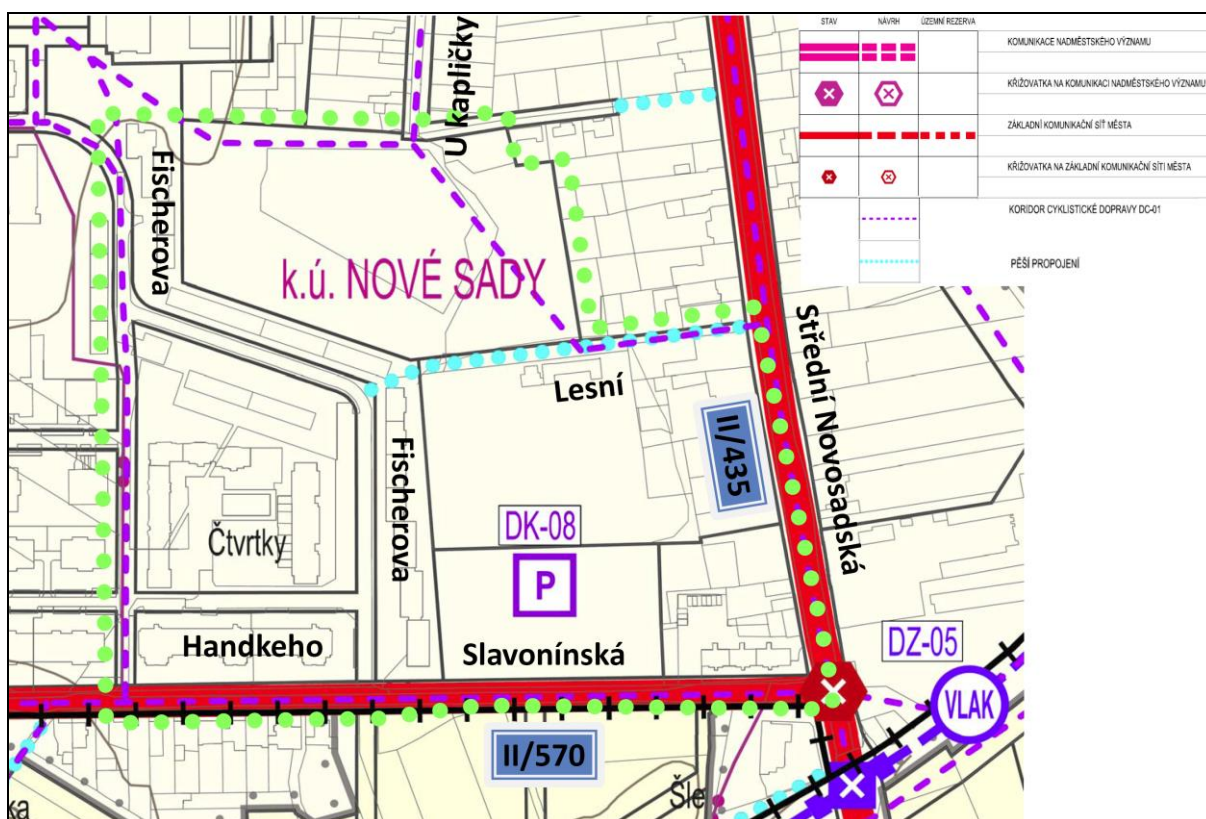 STAV NÁVRH ÚZEMNÍ REZERVA
KOMUNIKACE NADMĚSTSKÉHO VÝZNAMU
KŘIŽOVATKA NA KOMUNIKACI NADMĚSTSKÉHO VÝZNAMU
ZÁKLADNÍ KOMUNIKAČNÍ SÍŤ MĚSTA
KŘIŽOVATKA NA ZÁKLADNÍ KOMUNIKAČNÍ SÍTI MĚSTA
KORIDOR CYKLISTICKÉ DOPRAVY DC-01
PĚŠÍ PROPOJENÍ
U kapličky
Fischerova
k.ú. NOVÉ SADY
Střední Novosadská
Lesní
II/435
Fischerova
DK-08
P
Čtvrtky
Handkeho
Slavonínská
DZ-05
VLAK
II/570
Šle
ka